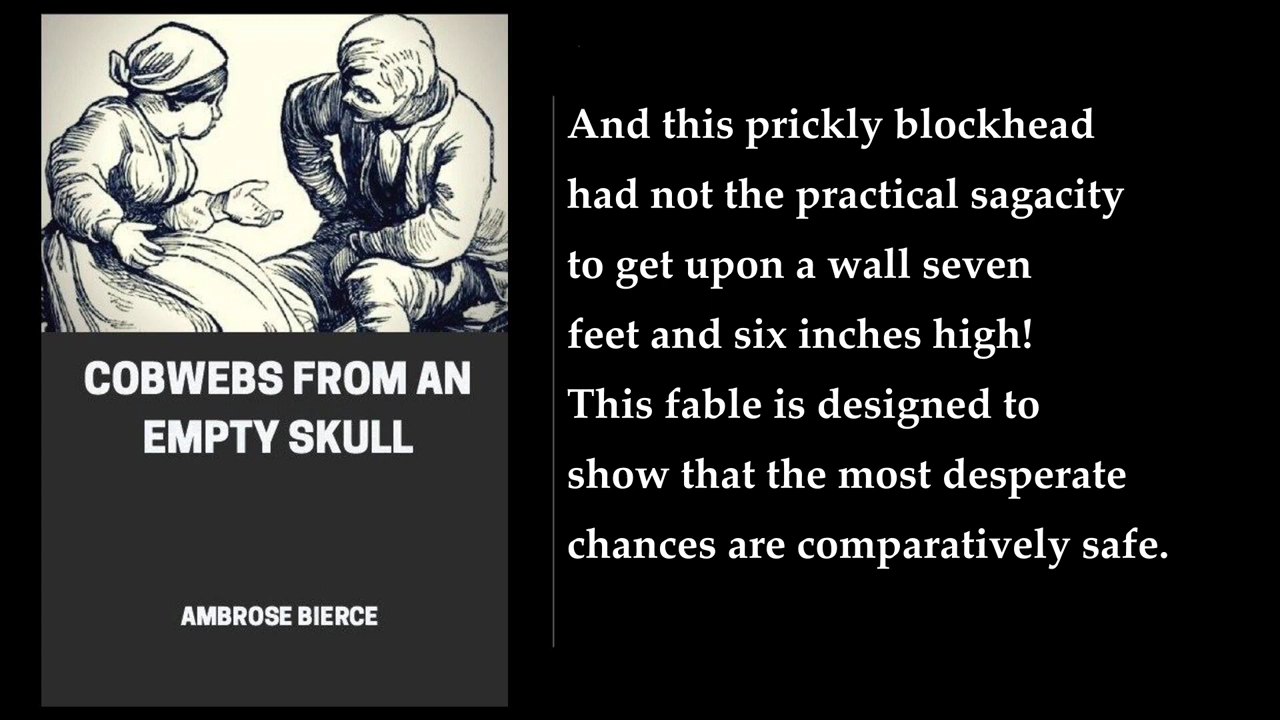 COBWEBS FROM AN
EMPTY SKULL
AMBROSE BIERCE
And this prickly blockhead
had not the practical sagacity
to get upon a wall seven
feet and six inches high!
This fable is designed to
show that the most desperate
chances are comparatively safe.